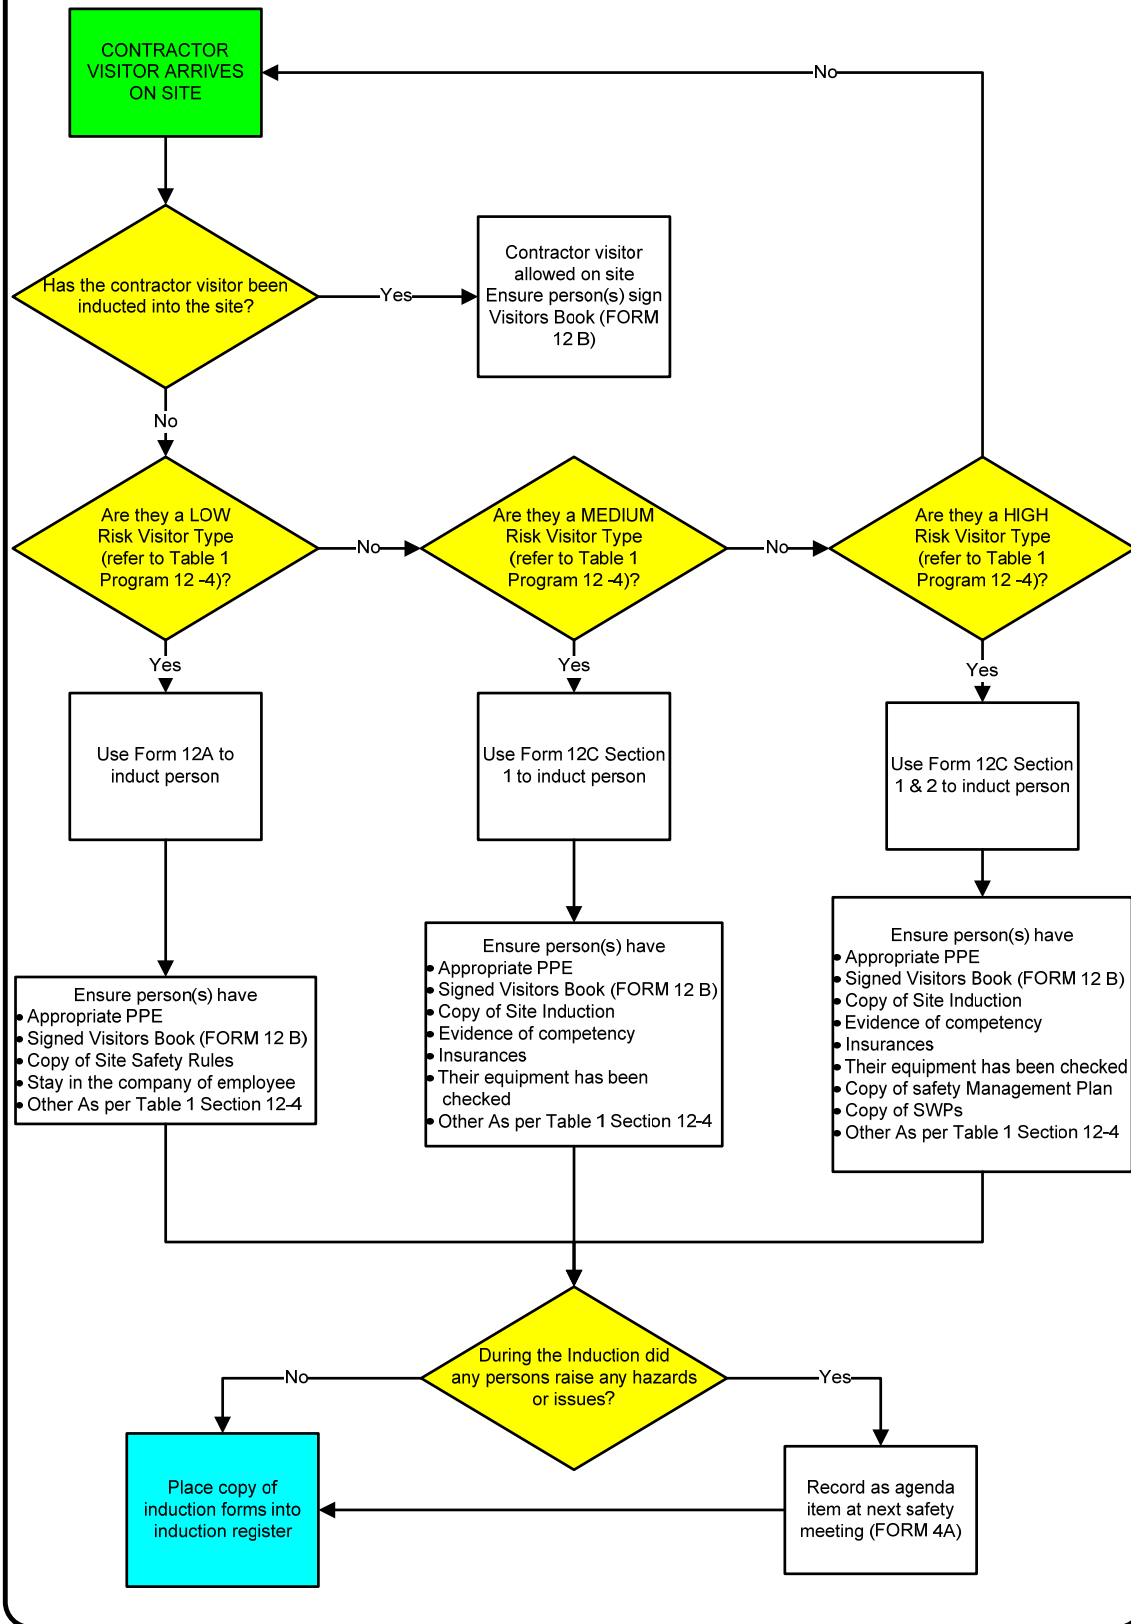 CONTRACTOR
VISITOR ARRIVES
ON SITE
No
Has the contractor visitor been
inducted into the site?
Yes
Contractor visitor
allowed on site
Ensure person(s) sign
Visitors Book (FORM
12 B)
No
Are they a LOW
Risk Visitor Type
(refer to Table 1
Program 12 -4)?
No
Are they a MEDIUM
Risk Visitor Type
(refer to Table 1
Program 12 -4)?
No
Are they a HIGH
Risk Visitor Type
(refer to Table 1
Program 12 -4)?
Yes
Yes
Yes
Use Form 12A to
induct person
Use Form 12C Section
1 to induct person
Use Form 12C Section
1 & 2 to induct person
Ensure person(s) have
• Appropriate PPE
• Signed Visitors Book (FORM 12 B)
• Copy of Site Safety Rules
• Stay in the company of employee
• Other As per Table 1 Section 12-4
Ensure person(s) have
• Appropriate PPE
• Signed Visitors Book (FORM 12 B)
• Copy of Site Induction
• Evidence of competency
• Insurances
• Their equipment has been
checked
• Other As per Table 1 Section 12-4
Ensure person(s) have
• Appropriate PPE
• Signed Visitors Book (FORM 12 B)
• Copy of Site Induction
• Evidence of competency
• Insurances
• Their equipment has been checked
• Copy of safety Management Plan
• Copy of SWPs
• Other As per Table 1 Section 12-4
During the Induction did
any persons raise any hazards
or issues?
No
Yes
Place copy of
induction forms into
induction register
Record as agenda
item at next safety
meeting (FORM 4A)